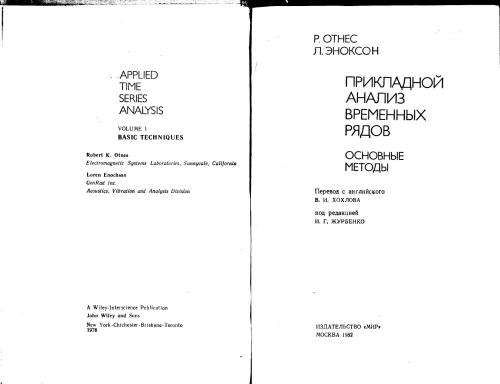 APPLIED
TIME
SERIES
ANALYSIS
VOLUME 1
BASIC TECHNIQUES
Robert K. Otnes
Electromagnetic Systems Laboratories, Sunnyvale, California
Loren Enochson
GenRad Inc.
Acoustics, Vibration and Analysis Division
A Wiley-Interscience Publication
John Wiley and Sons
New York-Chichester-Brisbane-Toronto
1978
Р. ОТНЕС
Л. ЭНОКСОН
ПРИКЛАДНОЙ
АНАЛИЗ
ВРЕМЕННЫХ
РЯДОВ
ОСНОВНЫЕ
МЕТОДЫ
Перевод с английского
В. И. ХОХЛОВА
под редакцией
И. Г. ЖУРБЕНКО
ИЗДАТЕЛЬСТВО «МИР»
МОСКВА 1982